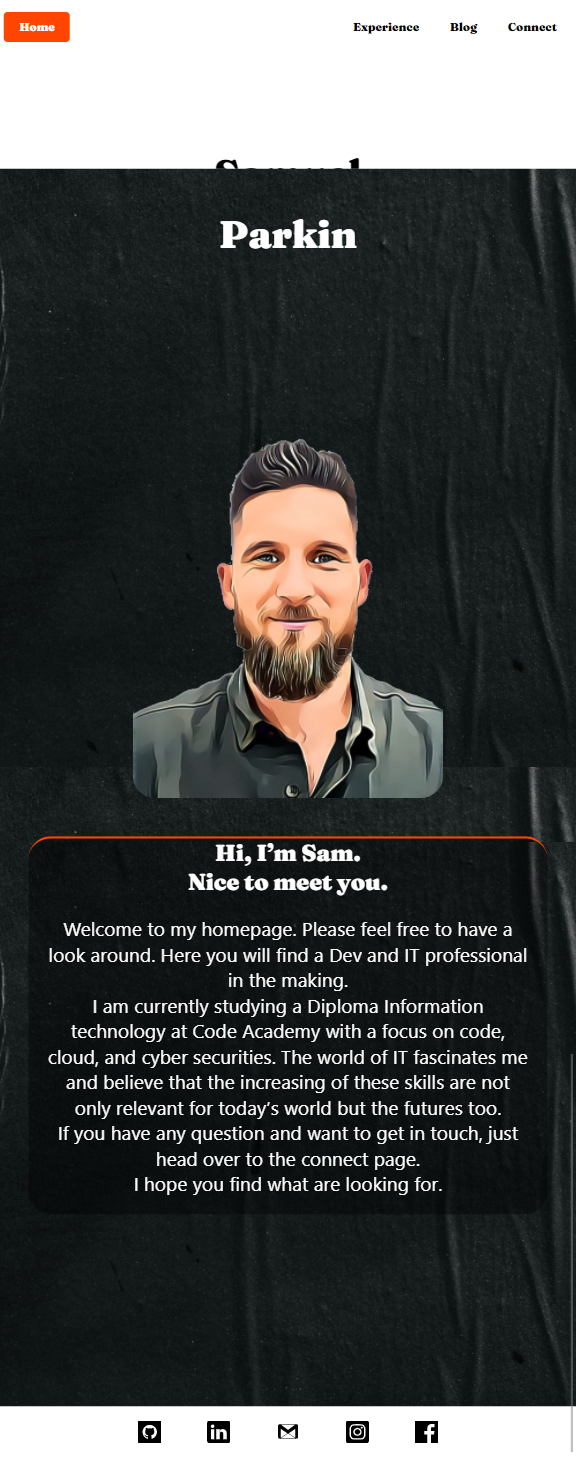 Home Experience Blog Connect
Samuel
Parkin
Hi, I’m Sam.
Nice to meet you.
Welcome to my homepage. Please feel free to have a
look around. Here you will find a Dev and IT professional
in the making.
I am currently studying a Diploma Information
technology at Code Academy with a focus on code,
cloud, and cyber securities. The world of IT fascinates me
and believe that the increasing of these skills are not
only relevant for today’s world but the futures too.
If you have any question and want to get in touch, just
head over to the connect page.
I hope you find what are looking for.